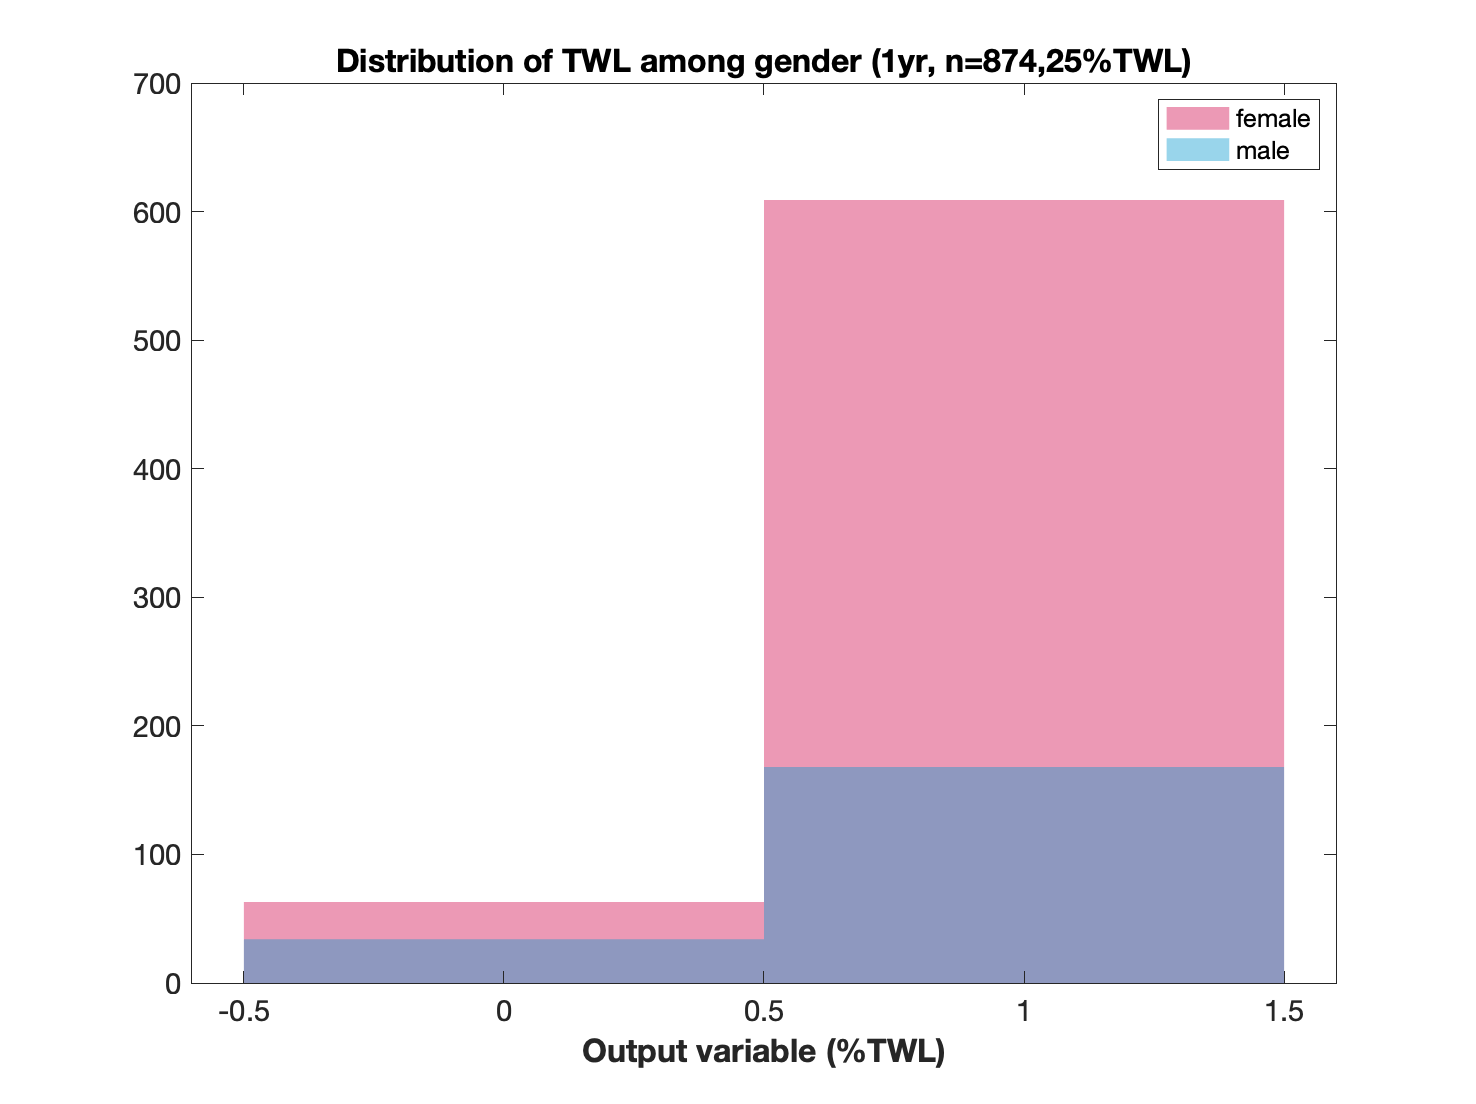 Distribution of TWL among gender (1yr, n=874,25%TWL)
700
600
500
400
300
200
100
0
female
male
-0.5 0 0.5 1 1.5
Output variable (%TWL)